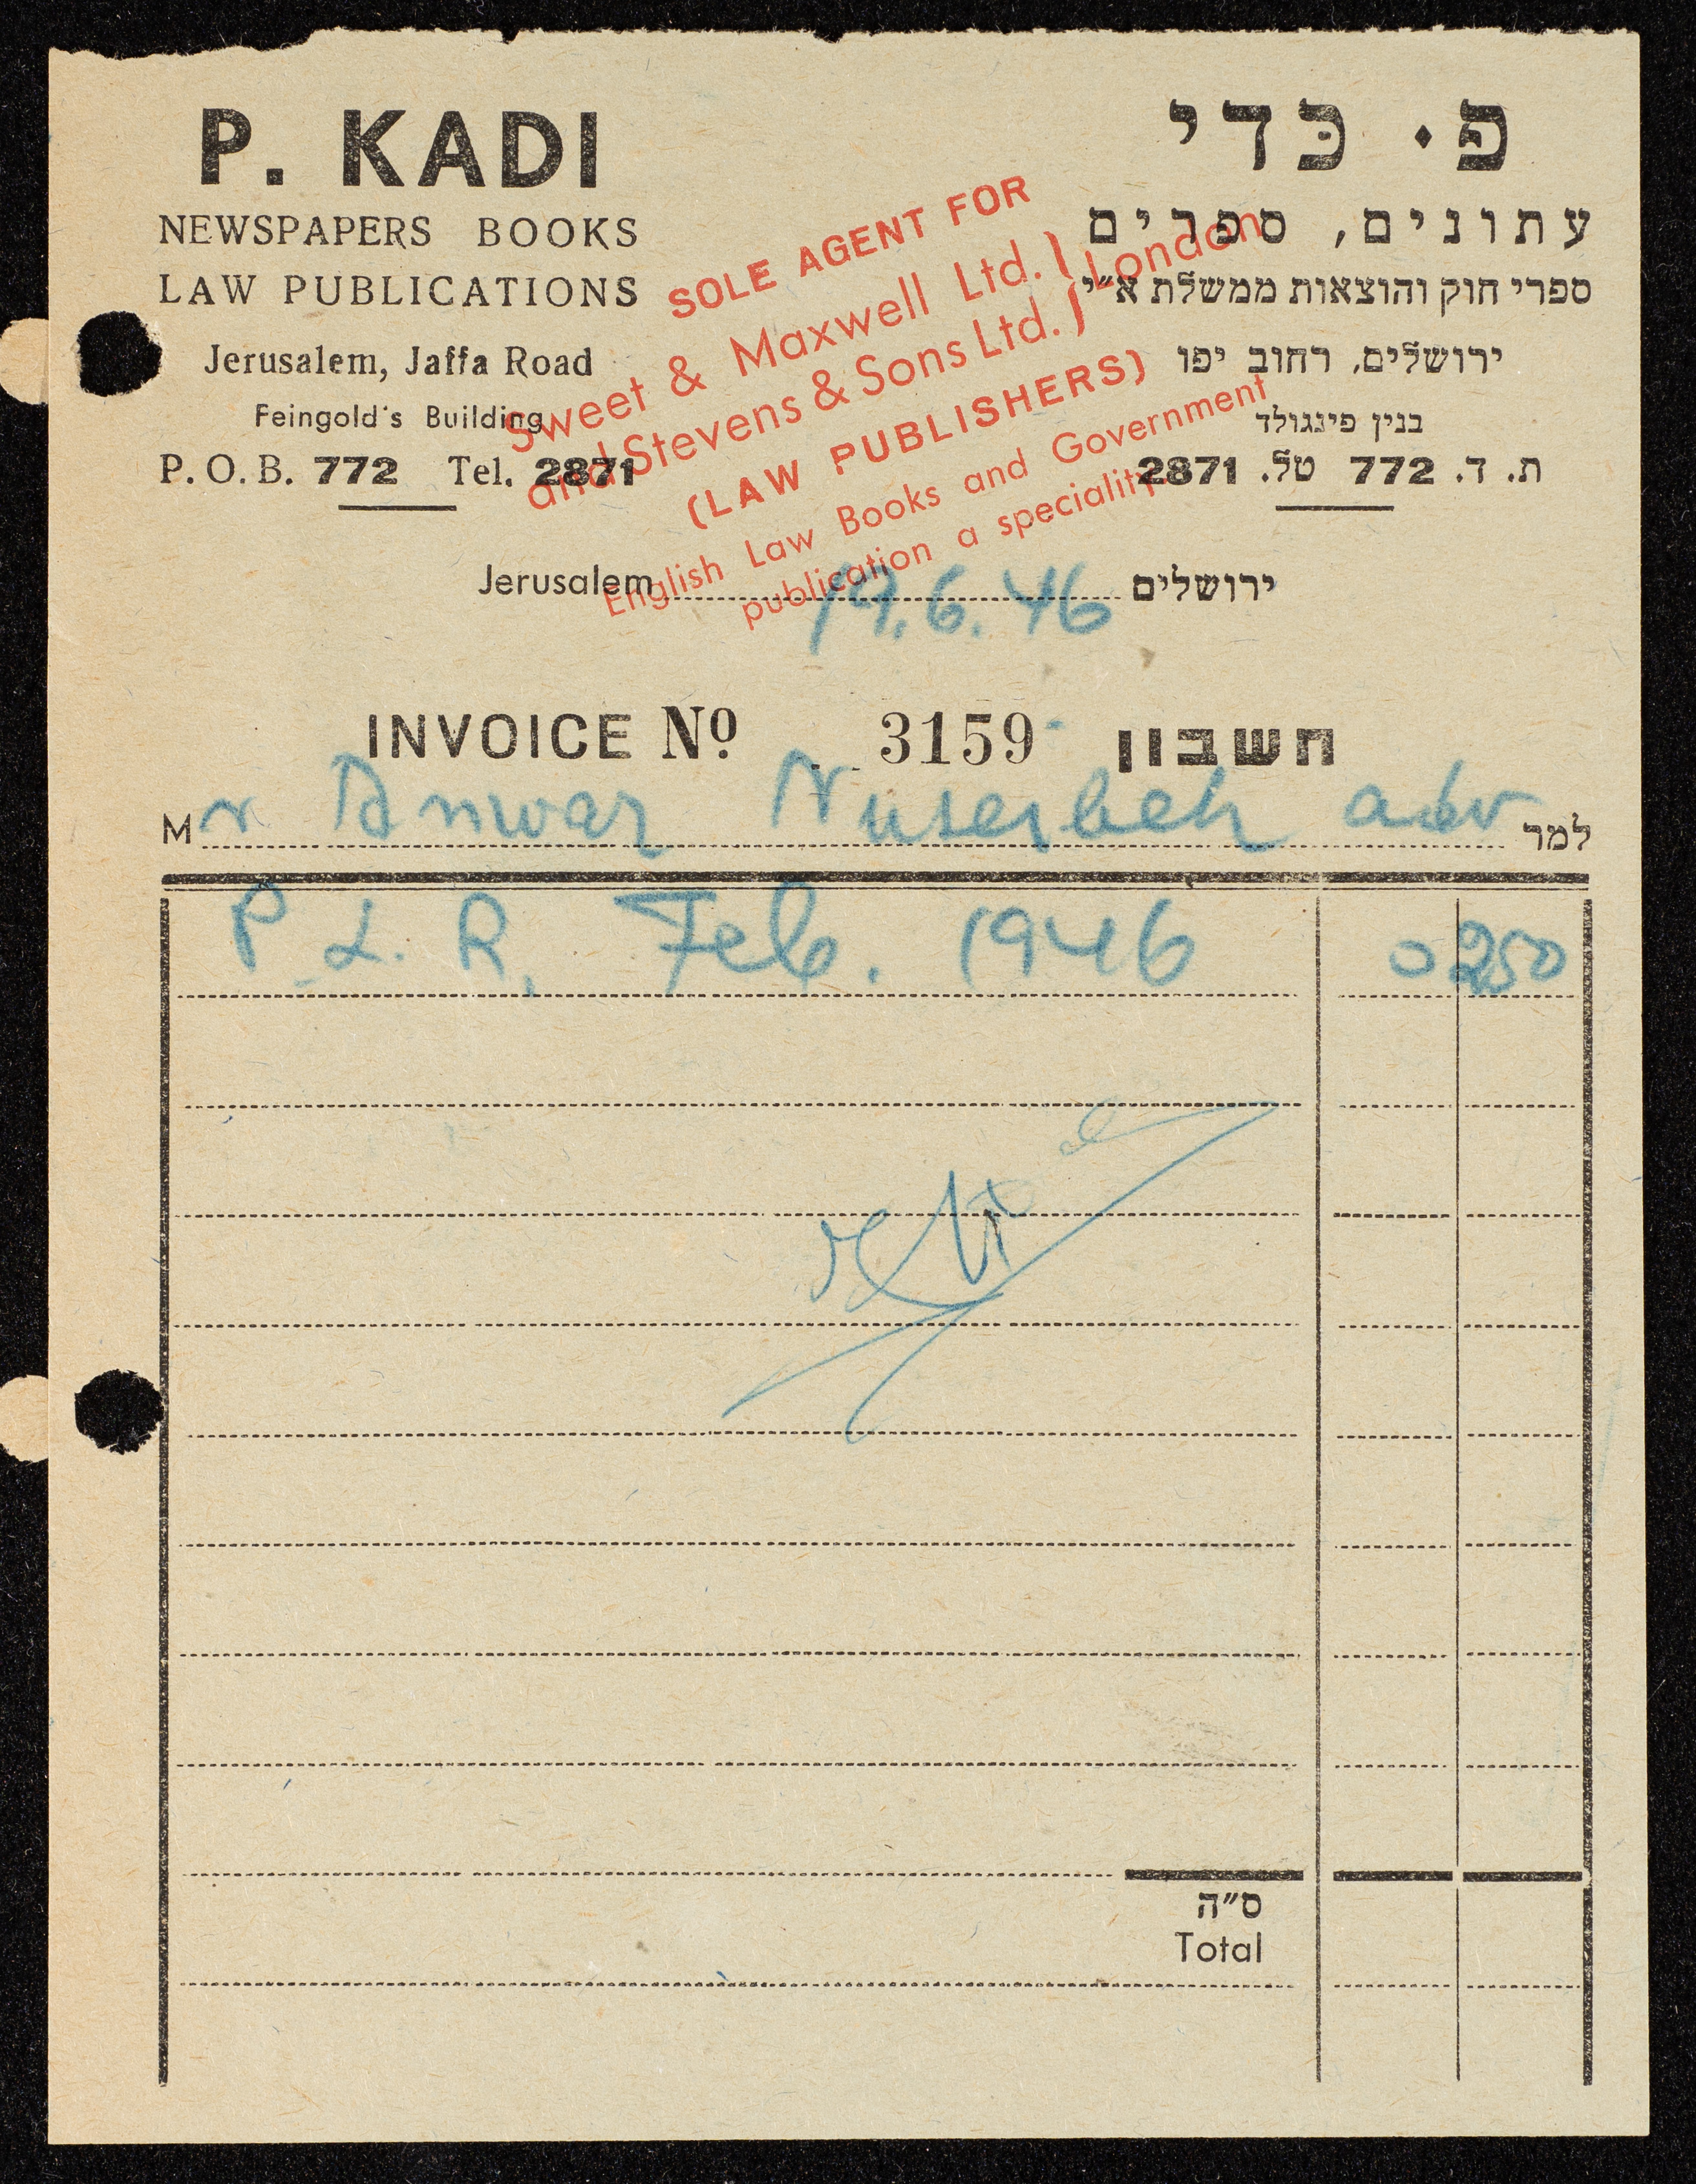 P. KADI
NEWSPAPERS BOOKS
LAW PUBLICATIONS
Jerusalem, Jaffa Road
Feingold's Building
P.O.B. 772 Tel. 2871
פ. כדי
עתונים, ספרים
ספרי חוק והוצאות ממשלת א"י
ירושלים, רחוב יפו
בנין פינגולד
ת. ד. 772 טל. 2871
SOLE AGENT FOR
Sweet & Maxwell Ltd. } London
and Stevens & Sons Ltd. }
(LAW PUBLISHERS)
English Law Books and Government
publication a speciality
Jerusalem 19.6.46 ירושלים
INVOICE Nº 3159 חשבון
Mr Anwar Nuseibeh adv למר
P.L.R. Feb. 1946 0 250
ס"ה
Total